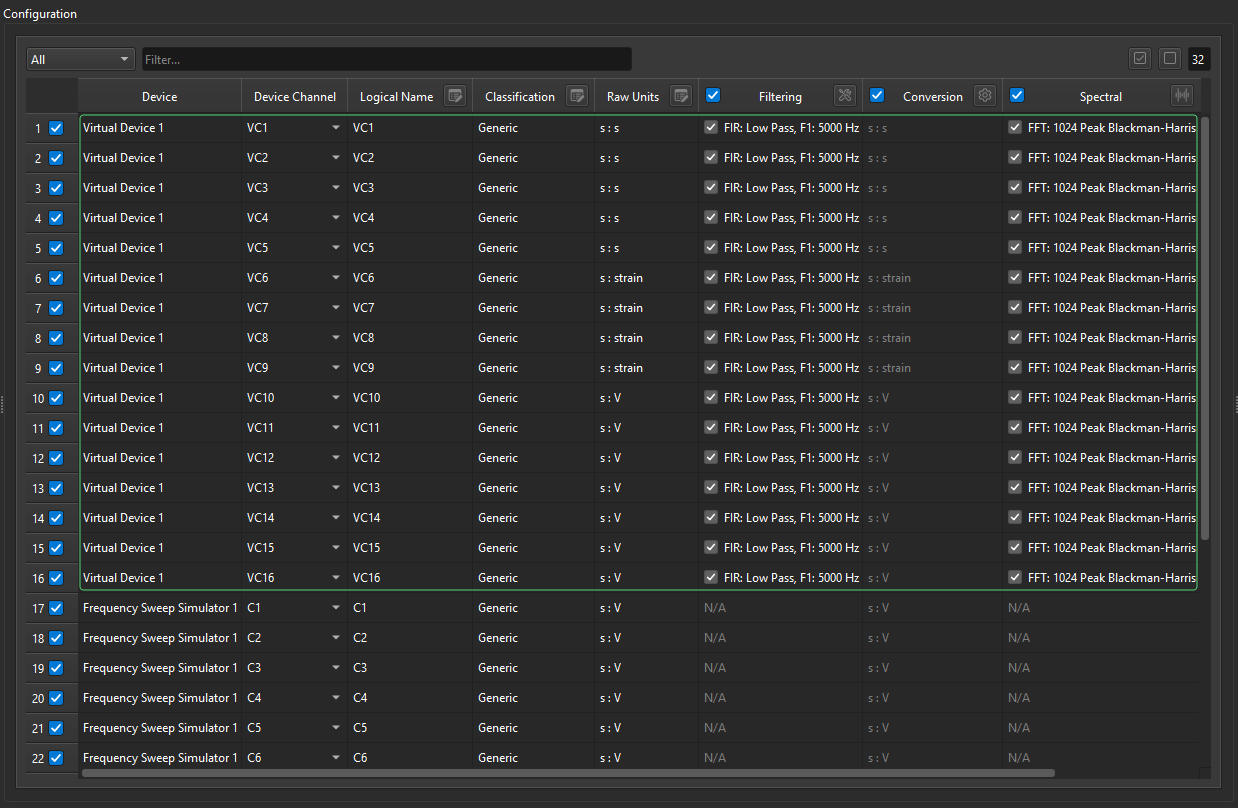 Configuration
All Filter... 32
Device Device Channel Logical Name Classification Raw Units Filtering Conversion Spectral
1 Virtual Device 1 VC1 VC1 Generic s : s FIR: Low Pass, F1: 5000 Hz s : s FFT: 1024 Peak Blackman-Harris
2 Virtual Device 1 VC2 VC2 Generic s : s FIR: Low Pass, F1: 5000 Hz s : s FFT: 1024 Peak Blackman-Harris
3 Virtual Device 1 VC3 VC3 Generic s : s FIR: Low Pass, F1: 5000 Hz s : s FFT: 1024 Peak Blackman-Harris
4 Virtual Device 1 VC4 VC4 Generic s : s FIR: Low Pass, F1: 5000 Hz s : s FFT: 1024 Peak Blackman-Harris
5 Virtual Device 1 VC5 VC5 Generic s : s FIR: Low Pass, F1: 5000 Hz s : s FFT: 1024 Peak Blackman-Harris
6 Virtual Device 1 VC6 VC6 Generic s : strain FIR: Low Pass, F1: 5000 Hz s : strain FFT: 1024 Peak Blackman-Harris
7 Virtual Device 1 VC7 VC7 Generic s : strain FIR: Low Pass, F1: 5000 Hz s : strain FFT: 1024 Peak Blackman-Harris
8 Virtual Device 1 VC8 VC8 Generic s : strain FIR: Low Pass, F1: 5000 Hz s : strain FFT: 1024 Peak Blackman-Harris
9 Virtual Device 1 VC9 VC9 Generic s : strain FIR: Low Pass, F1: 5000 Hz s : strain FFT: 1024 Peak Blackman-Harris
10 Virtual Device 1 VC10 VC10 Generic s : V FIR: Low Pass, F1: 5000 Hz s : V FFT: 1024 Peak Blackman-Harris
11 Virtual Device 1 VC11 VC11 Generic s : V FIR: Low Pass, F1: 5000 Hz s : V FFT: 1024 Peak Blackman-Harris
12 Virtual Device 1 VC12 VC12 Generic s : V FIR: Low Pass, F1: 5000 Hz s : V FFT: 1024 Peak Blackman-Harris
13 Virtual Device 1 VC13 VC13 Generic s : V FIR: Low Pass, F1: 5000 Hz s : V FFT: 1024 Peak Blackman-Harris
14 Virtual Device 1 VC14 VC14 Generic s : V FIR: Low Pass, F1: 5000 Hz s : V FFT: 1024 Peak Blackman-Harris
15 Virtual Device 1 VC15 VC15 Generic s : V FIR: Low Pass, F1: 5000 Hz s : V FFT: 1024 Peak Blackman-Harris
16 Virtual Device 1 VC16 VC16 Generic s : V FIR: Low Pass, F1: 5000 Hz s : V FFT: 1024 Peak Blackman-Harris
17 Frequency Sweep Simulator 1 C1 C1 Generic s : V N/A s : V N/A
18 Frequency Sweep Simulator 1 C2 C2 Generic s : V N/A s : V N/A
19 Frequency Sweep Simulator 1 C3 C3 Generic s : V N/A s : V N/A
20 Frequency Sweep Simulator 1 C4 C4 Generic s : V N/A s : V N/A
21 Frequency Sweep Simulator 1 C5 C5 Generic s : V N/A s : V N/A
22 Frequency Sweep Simulator 1 C6 C6 Generic s : V N/A s : V N/A